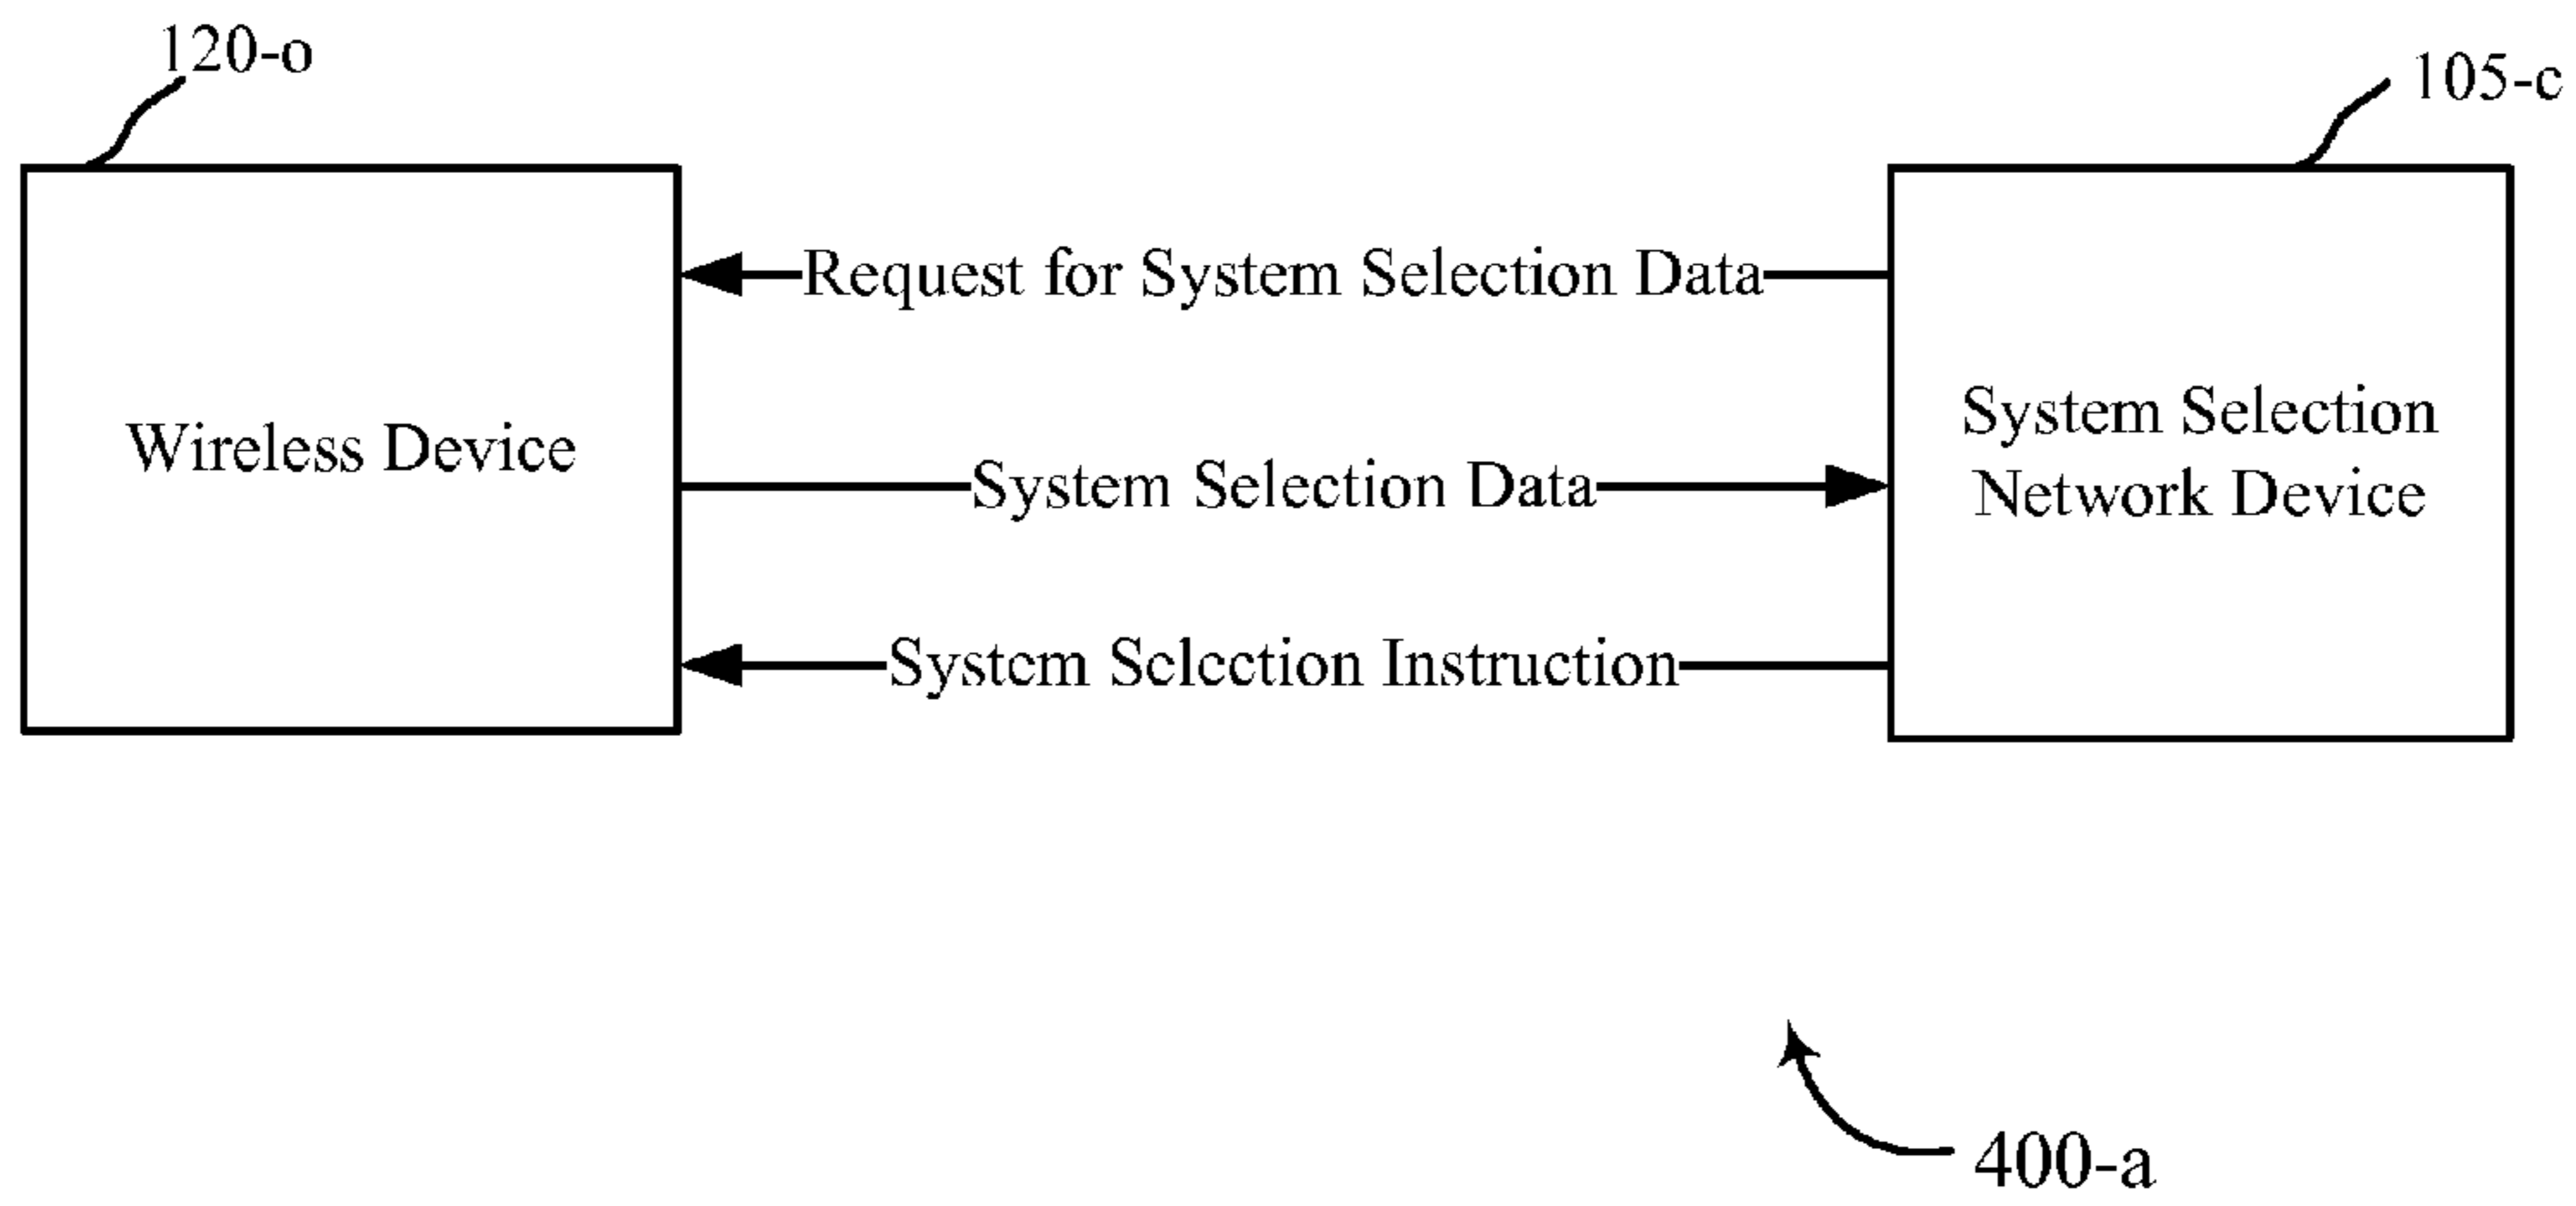 120-o
105-c
Request for System Selection Data
Wireless Device
System Selection
Network Device
System Selection Data
System Selection Instruction
400-a